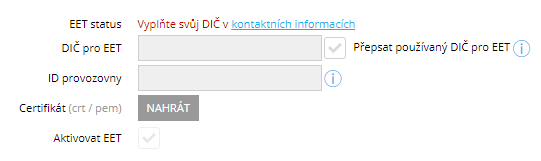 EET status Vyplňte svůj DIČ v kontaktních informacích
DIČ pro EET Přepsat používaný DIČ pro EET i
ID provozovny i
Certifikát (crt / pem) NAHRÁT
Aktivovat EET